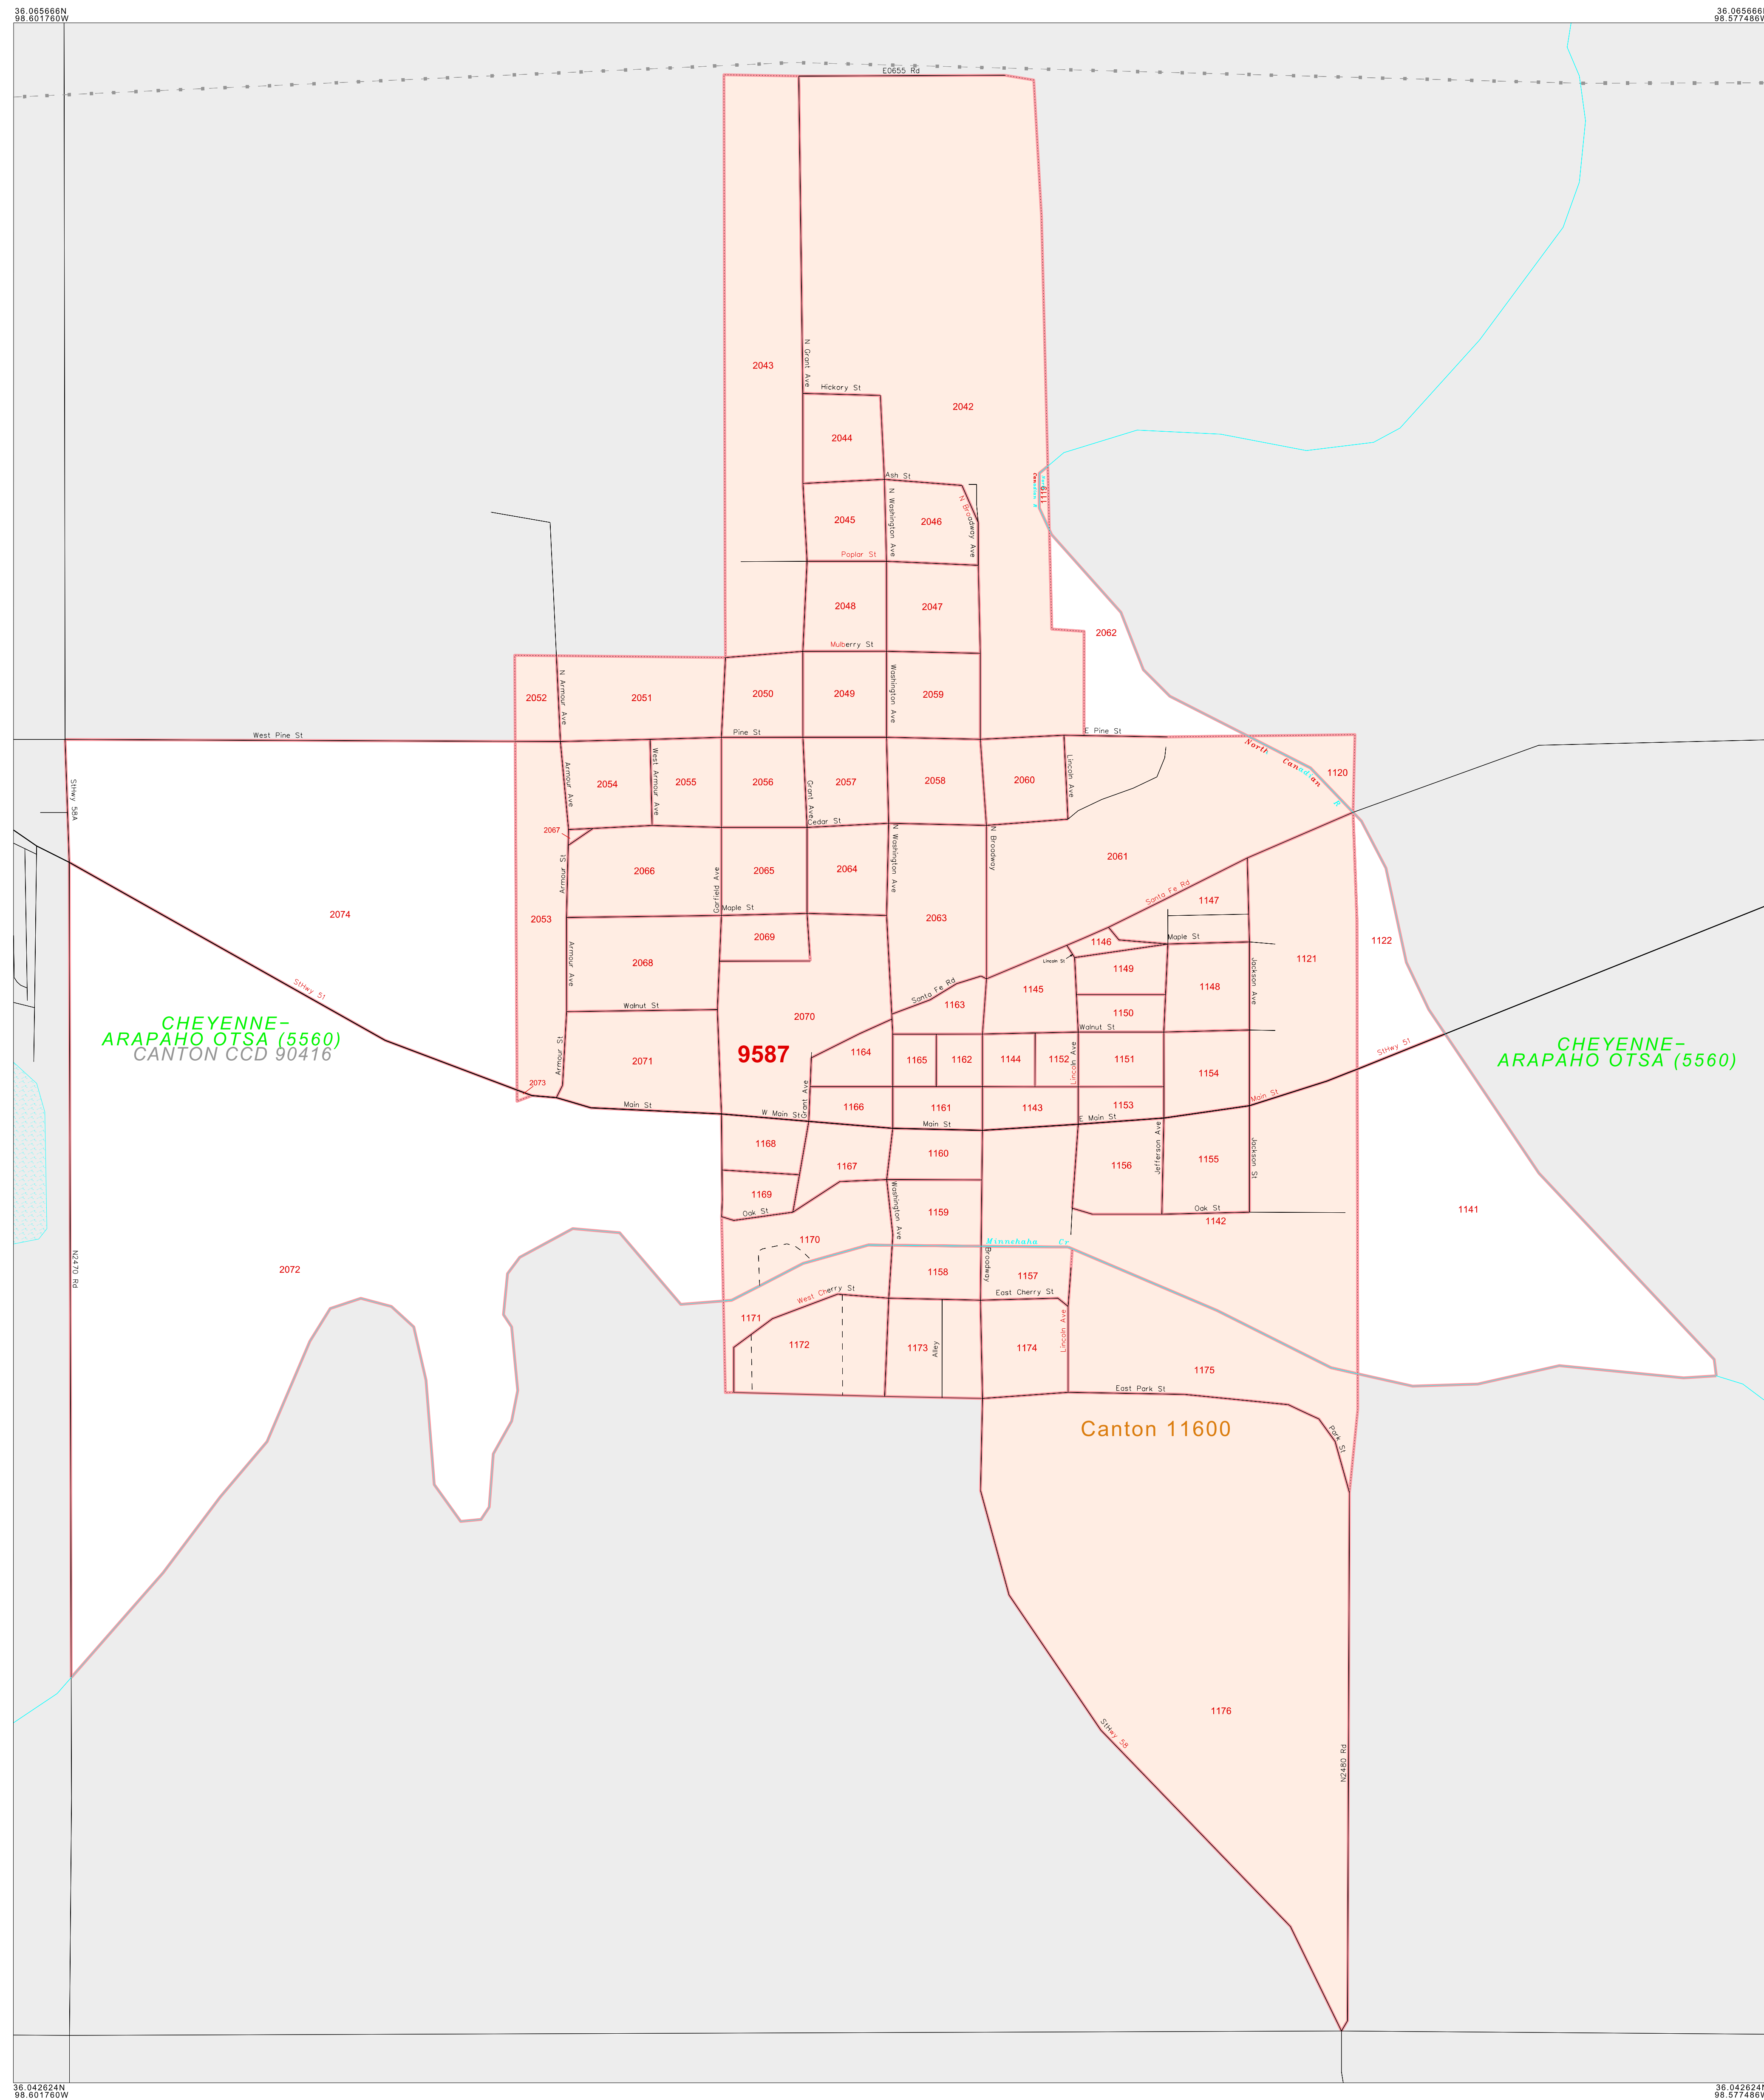 36.065666N
98.601760W
36.065666N
98.577486W
E0655 Rd
2043
N Grant Ave
Hickory St
2042
2044
Ash St
N Washington Ave
N Broadway Ave
2045
2046
Poplar St
2048
2047
2062
Mulberry St
N Armour Ave
Washington Ave
2052
2051
2050
2049
2059
West Pine St
Pine St
E Pine St
North Canadian R
1120
StHwy 58A
Armour Ave
2054
West Armour Ave
2055
2056
Grant Ave
2057
2058
2060
Lincoln Ave
Cedar St
2067
N Washington Ave
N Broadway
2061
Armour St
2066
Garfield Ave
2065
2064
Santa Fe Rd
1147
2074
2053
Maple St
2063
2069
1146
Maple St
1122
Armour Ave
2068
Lincoln St
1149
1121
Jackson Ave
StHwy 51
Santa Fe Rd
1145
1148
Walnut St
1163
1150
2070
Walnut St
CHEYENNE-
ARAPAHO OTSA (5560)
CANTON CCD 90416
9587
1164
StHwy 51
CHEYENNE-
ARAPAHO OTSA (5560)
Armour St
2071
1165
1162
1144
1152
Lincoln Ave
1151
1154
2073
Grant Ave
Main St
Main St
W Main St
1166
1161
1143
1153
E Main St
Main St
1168
1167
1160
Jefferson Ave
1156
1155
Jackson St
1169
Oak St
Washington Ave
1159
Oak St
1142
1141
1170
Minnehaha Cr
N2470 Rd
2072
Broadway
1158
1157
West Cherry St
East Cherry St
1171
1172
1173
Alley
1174
Lincoln Ave
1175
East Park St
Canton 11600
Park St
1176
StHwy 58
N2480 Rd
36.042624N
98.601760W
36.042624N
98.577486W